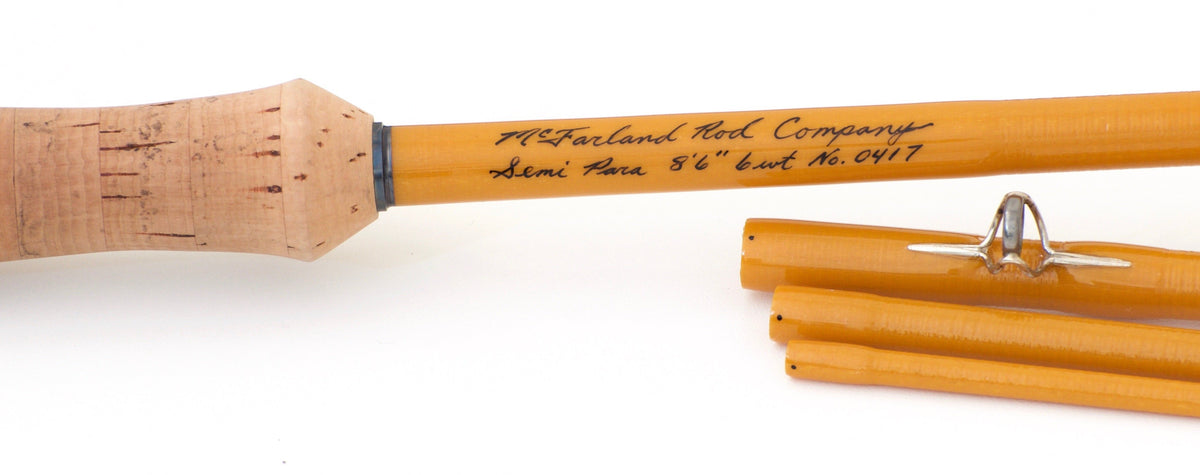 McFarland Rod Company
Semi Para 8'6" 6wt No. 0417